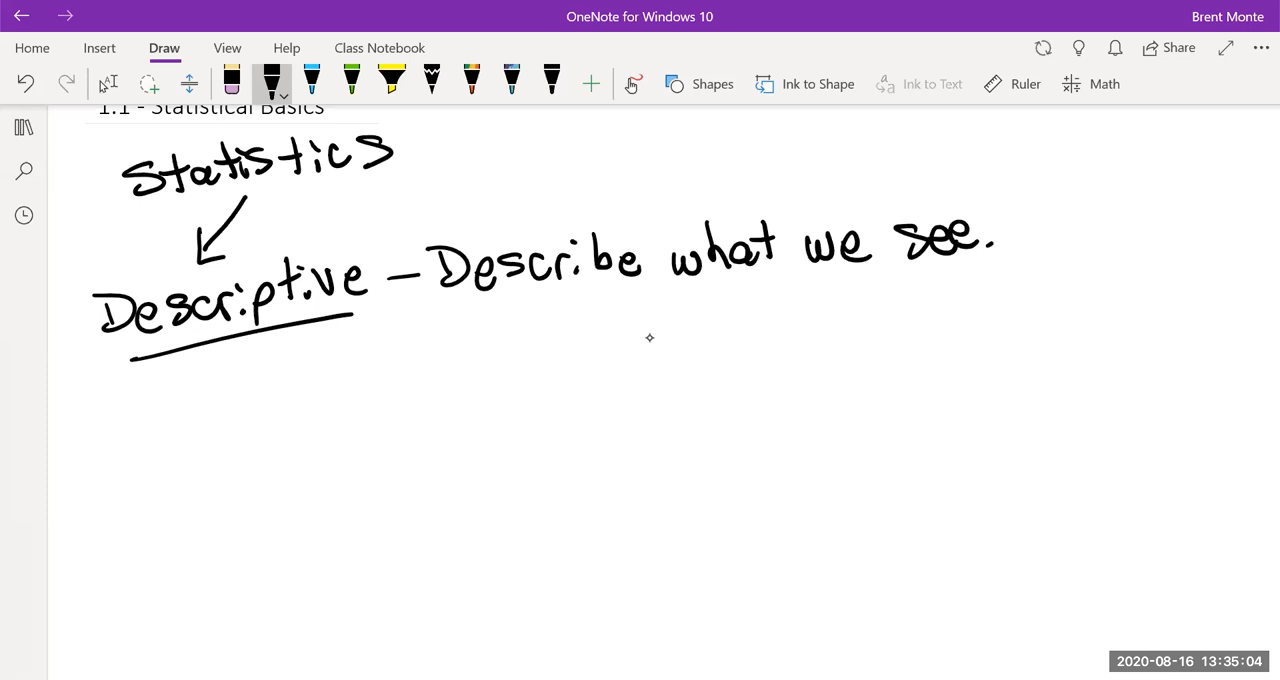 OneNote for Windows 10
Brent Monte
Home Insert Draw View Help Class Notebook
Share
Shapes Ink to Shape Ink to Text Ruler Math
1.1 - Statistical Basics
Statistics
Descriptive – Describe what we see.
2020-08-16 13:35:04